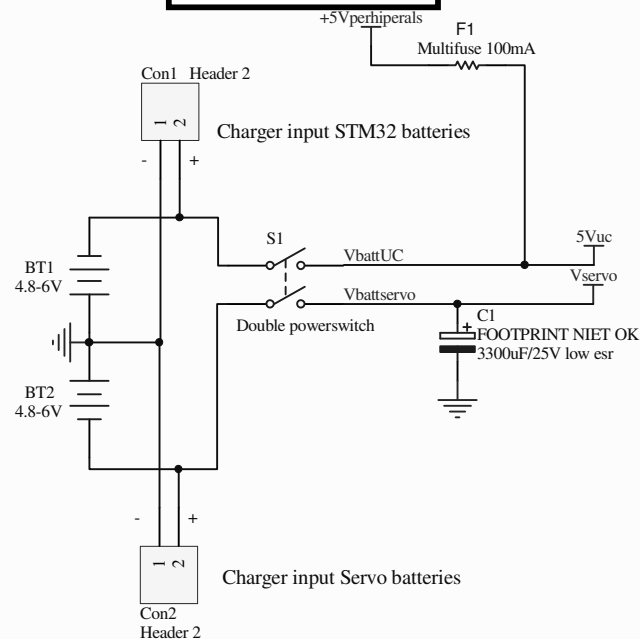 +5Vperhiperals
F1
Multifuse 100mA
Con1 Header 2
1
2
Charger input STM32 batteries
- +
S1
5Vuc
VbattUC
BT1
4.8-6V
Vservo
Vbattservo
Double powerswitch
C1
+
FOOTPRINT NIET OK
3300uF/25V low esr
BT2
4.8-6V
- +
1
2
Charger input Servo batteries
Con2
Header 2